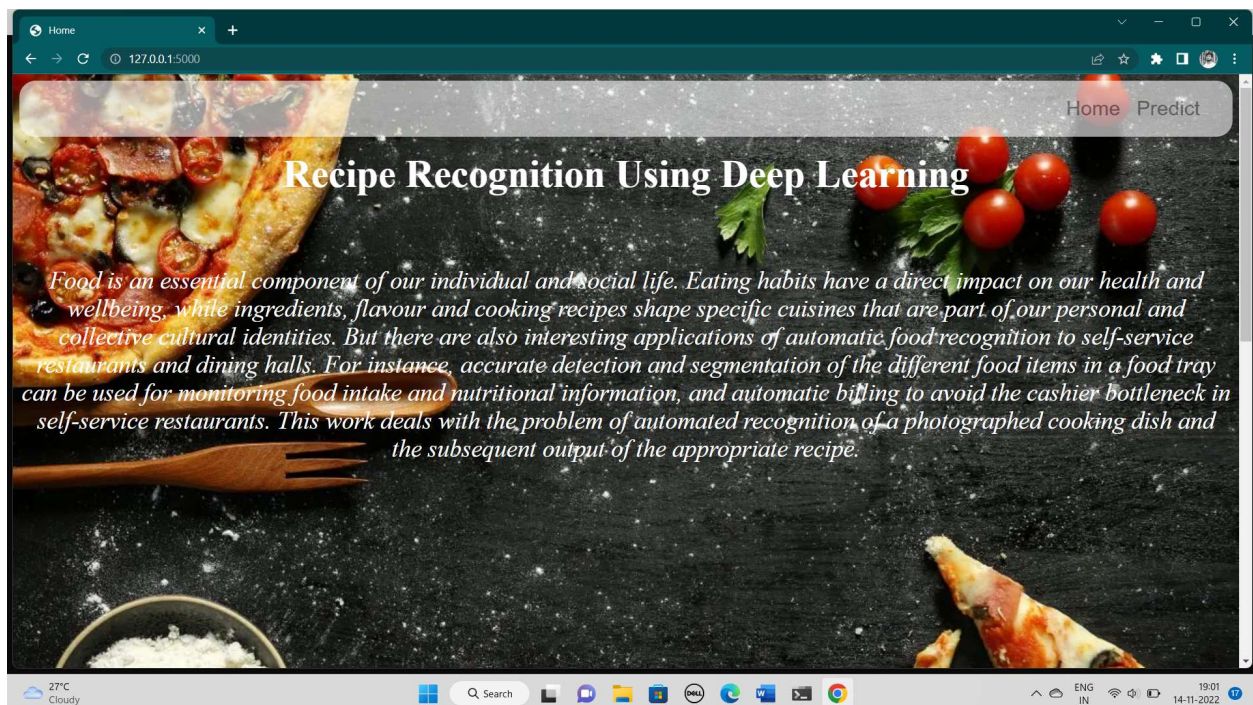 Home
127.0.0.1:5000
Home Predict
Recipe Recognition Using Deep Learning
Food is an essential component of our individual and social life. Eating habits have a direct impact on our health and
wellbeing, while ingredients, flavour and cooking recipes shape specific cuisines that are part of our personal and
collective cultural identities. But there are also interesting applications of automatic food recognition to self-service
restaurants and dining halls. For instance, accurate detection and segmentation of the different food items in a food tray
can be used for monitoring food intake and nutritional information, and automatic billing to avoid the cashier bottleneck in
self-service restaurants. This work deals with the problem of automated recognition of a photographed cooking dish and
the subsequent output of the appropriate recipe.
27°C
Cloudy
Search
DELL
ENG
IN
19:01
14-11-2022
17